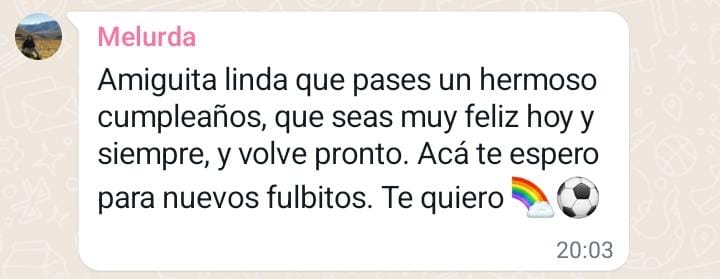 Melurda
Amiguita linda que pases un hermoso
cumpleaños, que seas muy feliz hoy y
siempre, y volve pronto. Acá te espero
para nuevos fulbitos. Te quiero 🌈⚽
20:03